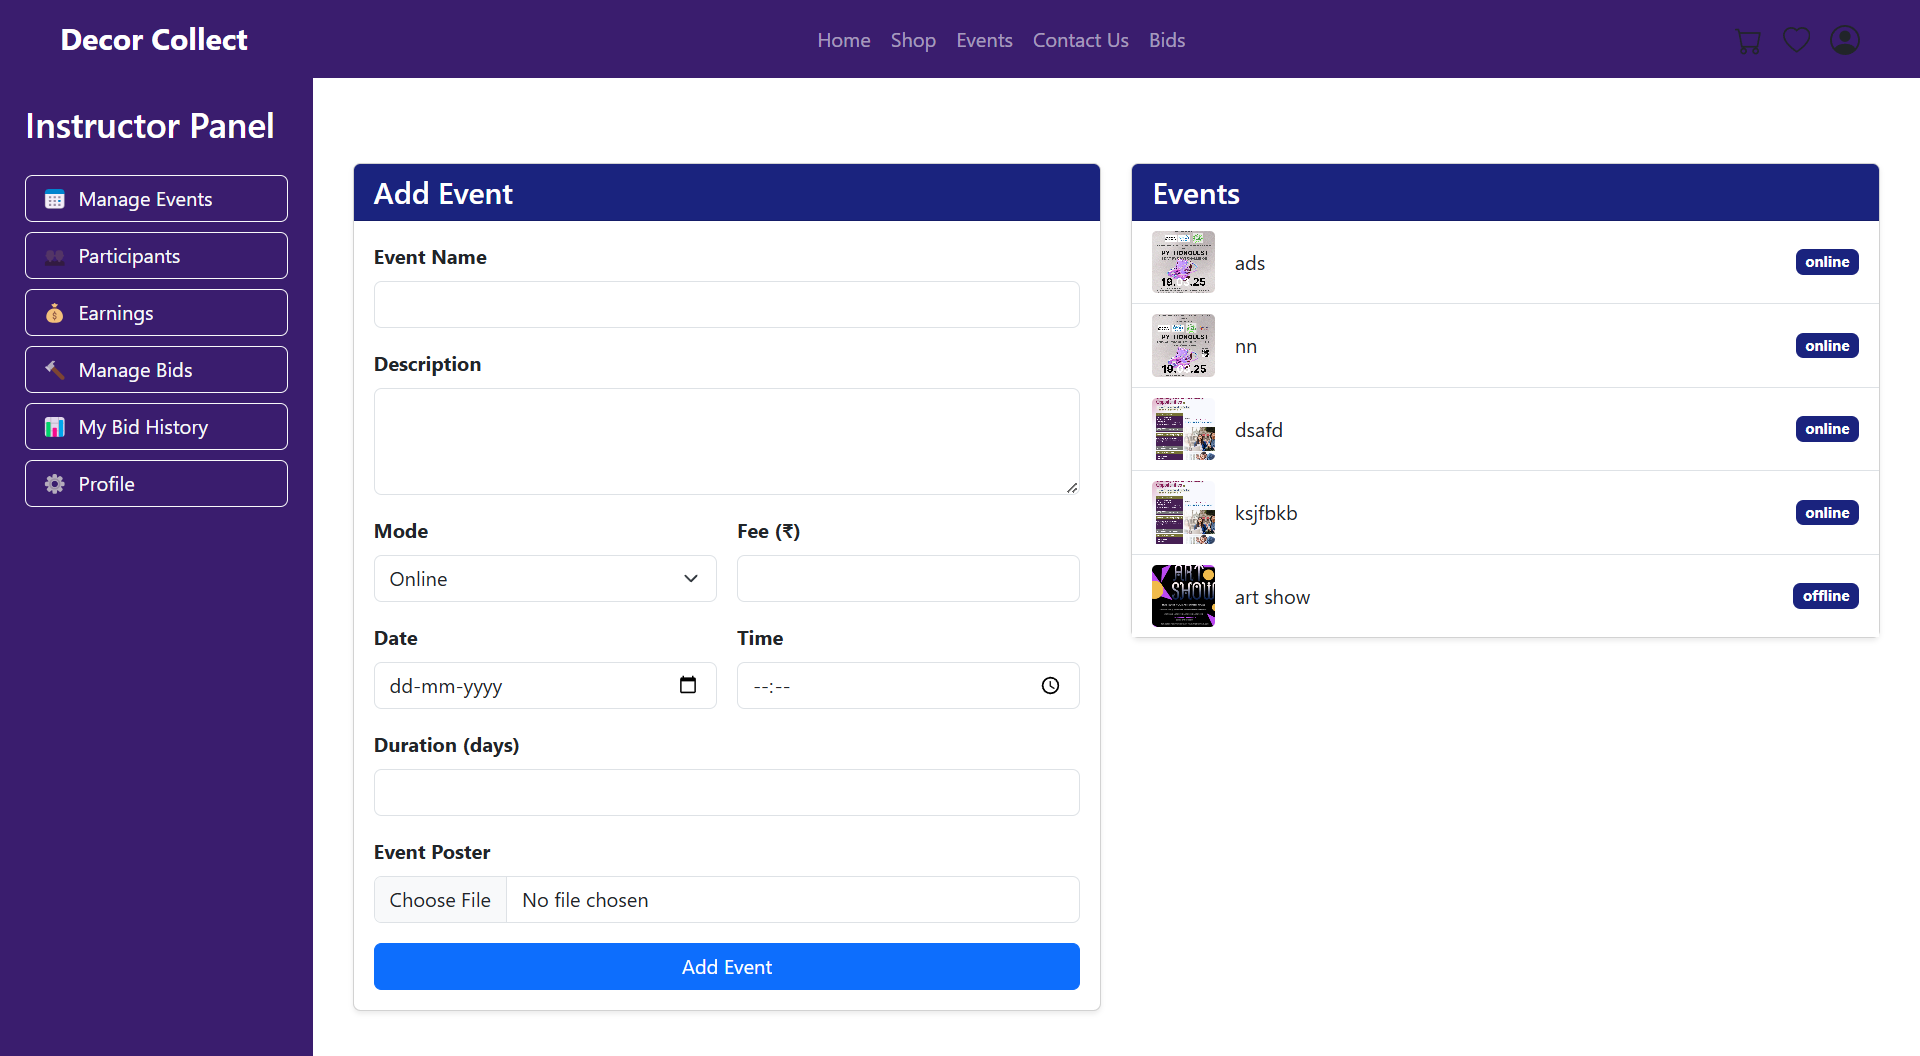 Decor Collect
Home Shop Events Contact Us Bids
Instructor Panel
Manage Events
Participants
Earnings
Manage Bids
My Bid History
Profile
Add Event
Event Name
Description
Mode
Fee (₹)
Online
Date
Time
dd-mm-yyyy
--:--
Duration (days)
Event Poster
Choose File No file chosen
Add Event
Events
ads online
nn online
dsafd online
ksjfbkb online
ART SHOW
art show offline